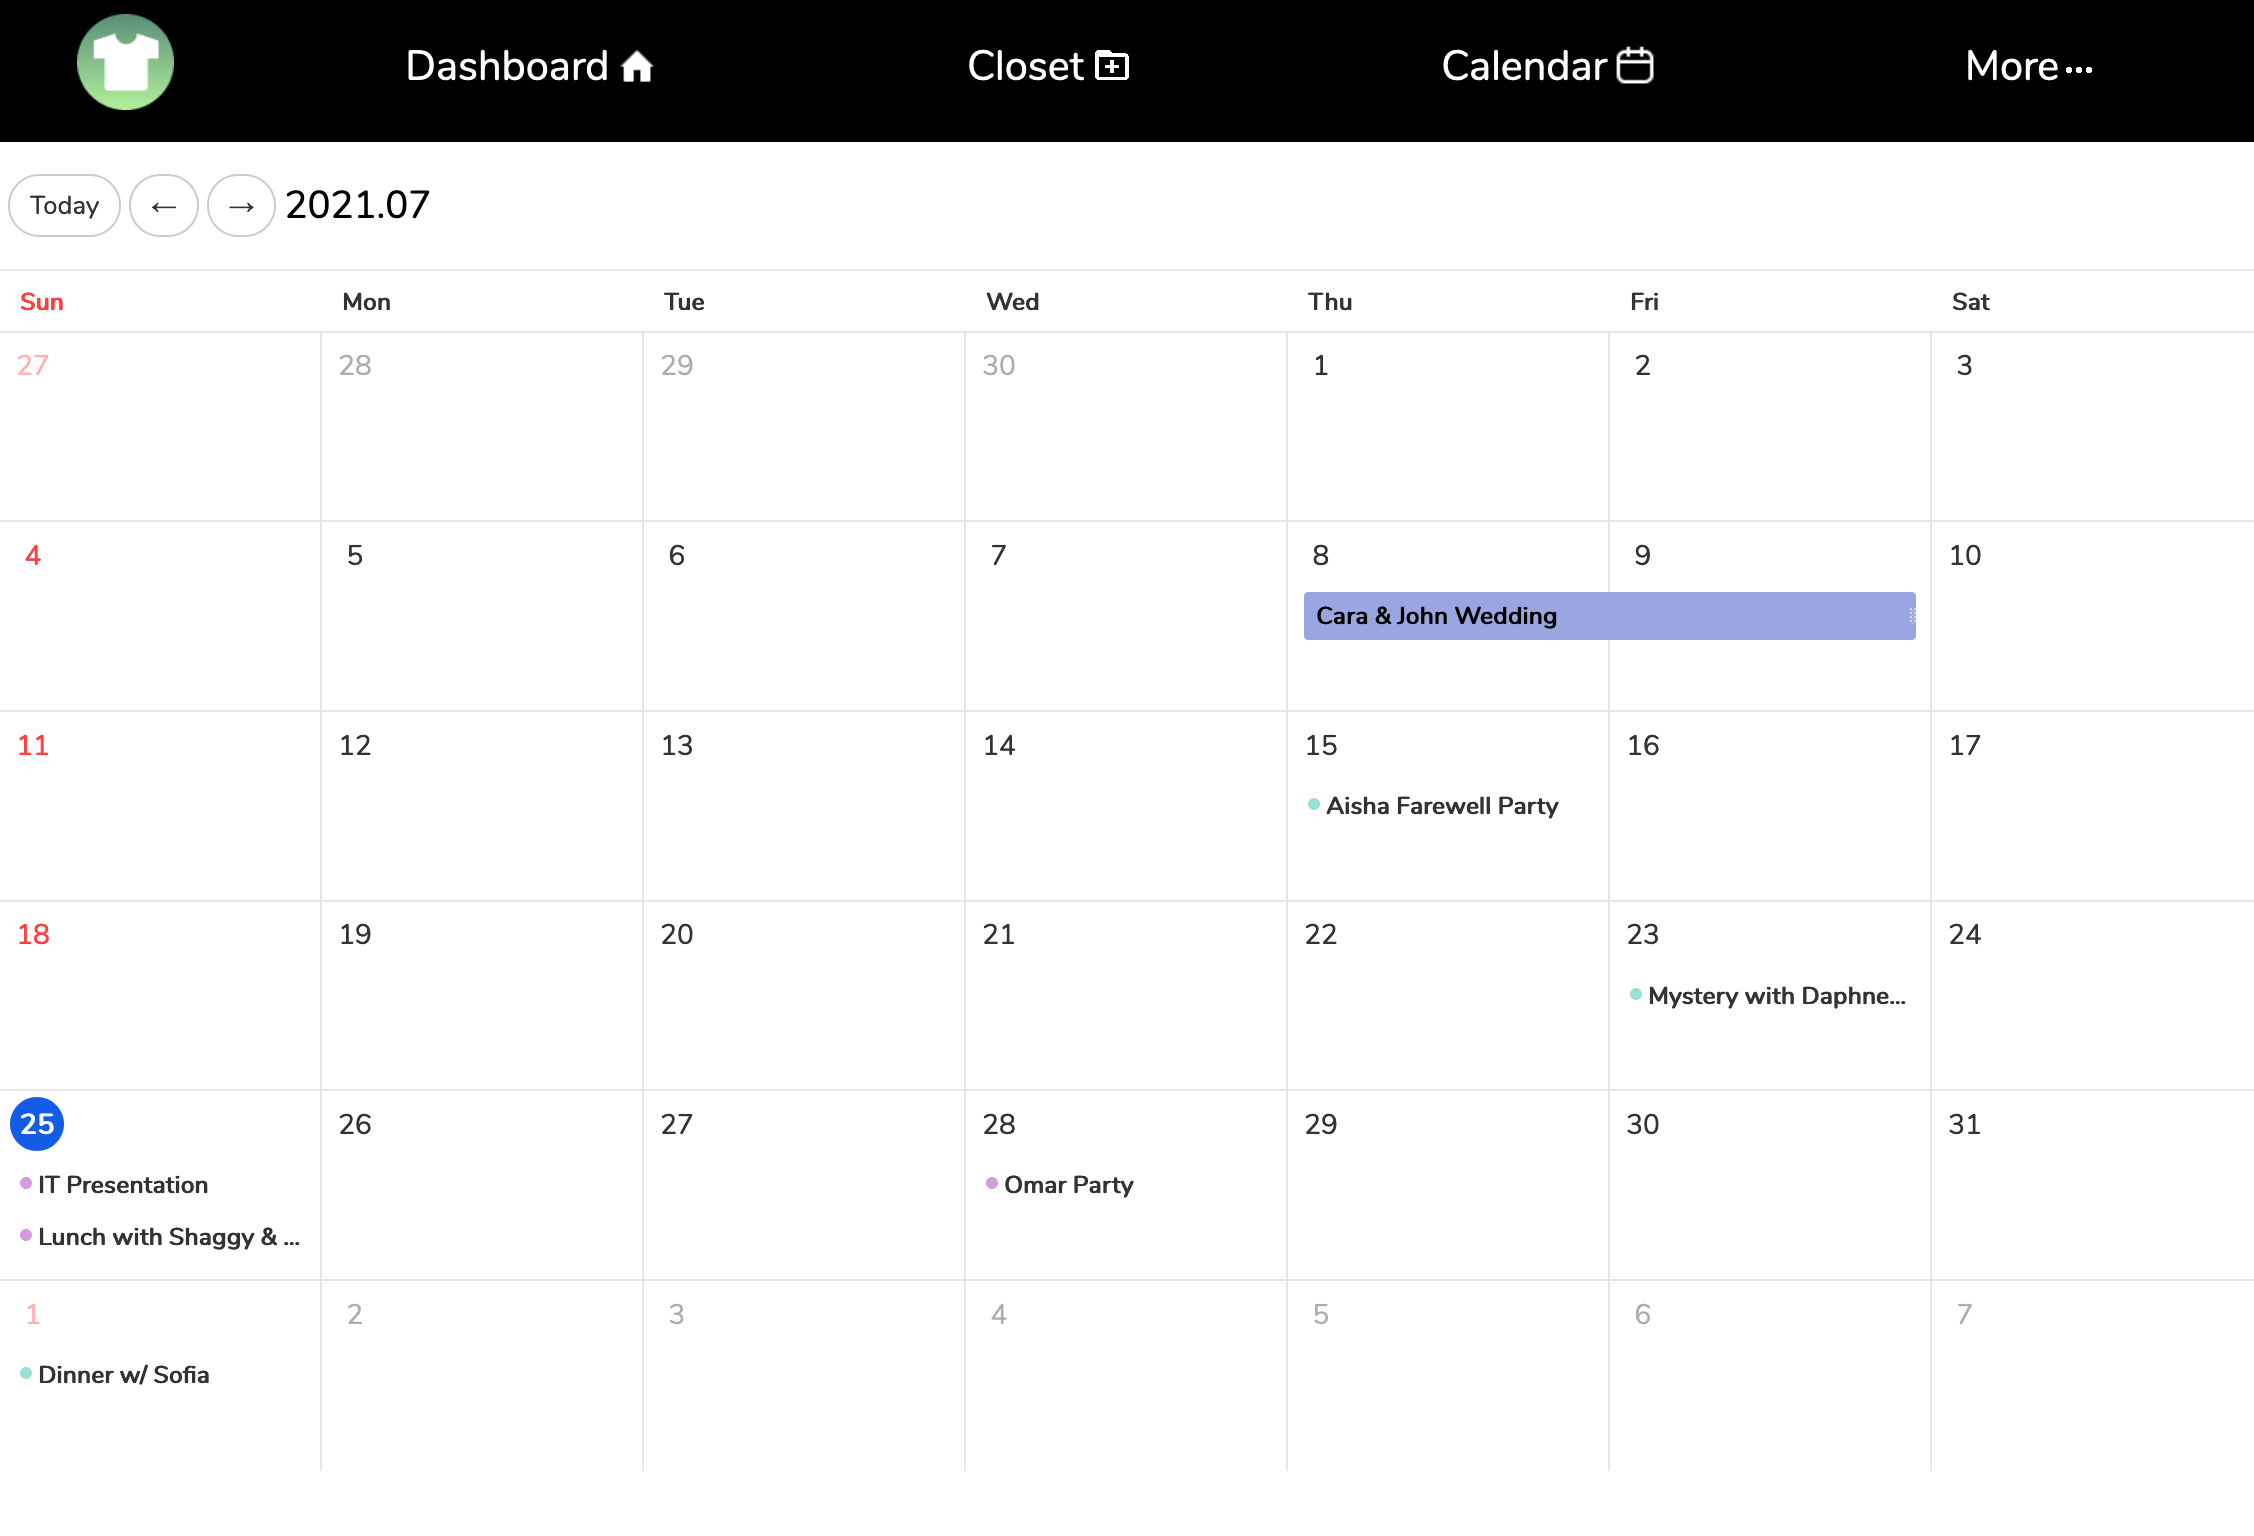 Dashboard
Closet
Calendar
More
Today ← → 2021.07
Sun Mon Tue Wed Thu Fri Sat
27 28 29 30 1 2 3
4 5 6 7 8 9 10
Cara & John Wedding
11 12 13 14 15 16 17
Aisha Farewell Party
18 19 20 21 22 23 24
Mystery with Daphne...
25 26 27 28 29 30 31
IT Presentation
Omar Party
Lunch with Shaggy & ...
1 2 3 4 5 6 7
Dinner w/ Sofia